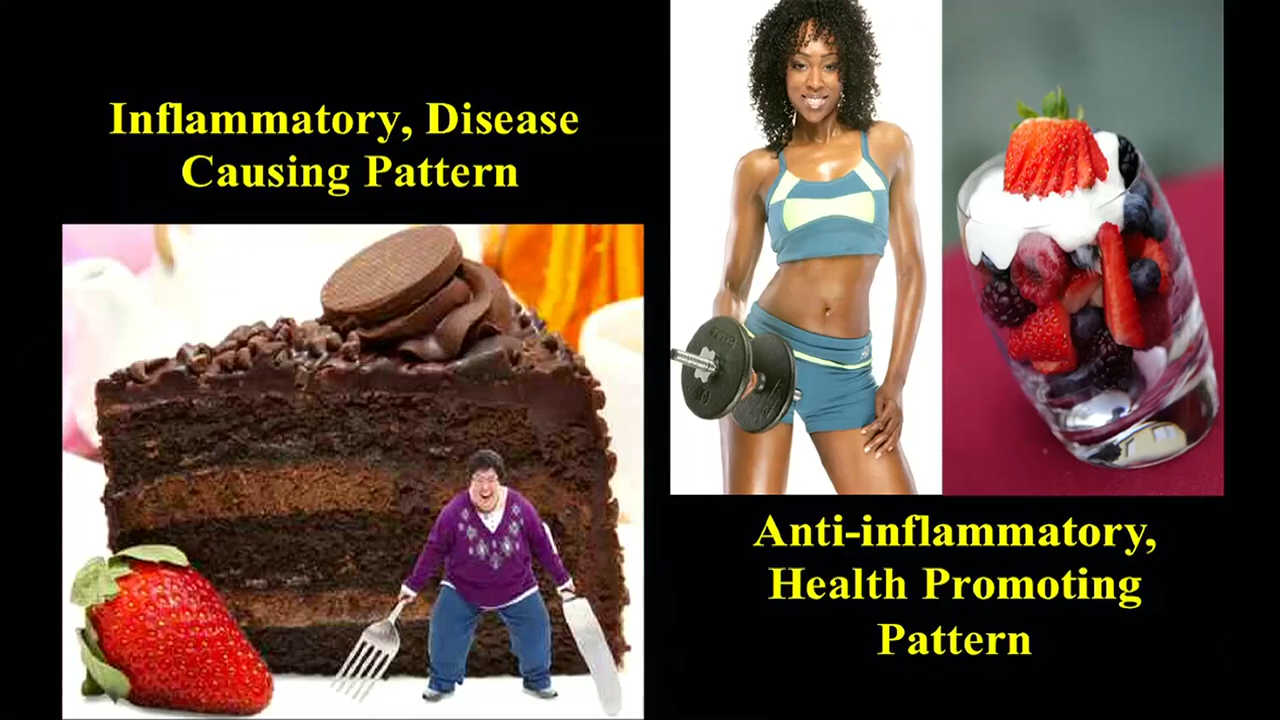 Inflammatory, Disease
Causing Pattern
Anti-inflammatory,
Health Promoting
Pattern